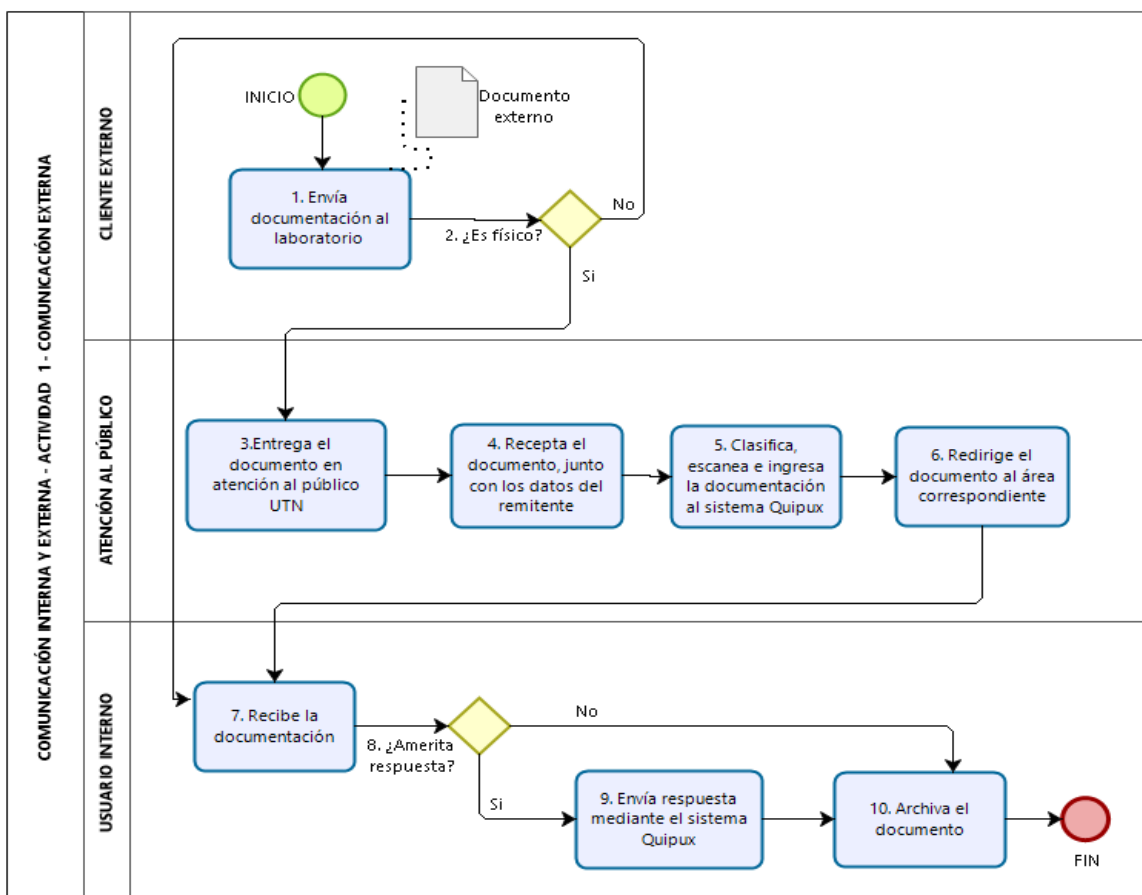 COMUNICACIÓN INTERNA Y EXTERNA - ACTIVIDAD 1 - COMUNICACIÓN EXTERNA
CLIENTE EXTERNO
INICIO
Documento
externo
1. Envía
documentación al
laboratorio
2. ¿Es físico?
No
Si
ATENCIÓN AL PÚBLICO
3.Entrega el
documento en
atención al público
UTN
4. Recepta el
documento, junto
con los datos del
remitente
5. Clasifica,
escanea e ingresa
la documentación
al sistema Quipux
6. Redirige el
documento al área
correspondiente
USUARIO INTERNO
7. Recibe la
documentación
8. ¿Amerita
respuesta?
No
Si
9. Envía respuesta
mediante el sistema
Quipux
10. Archiva el
documento
FIN